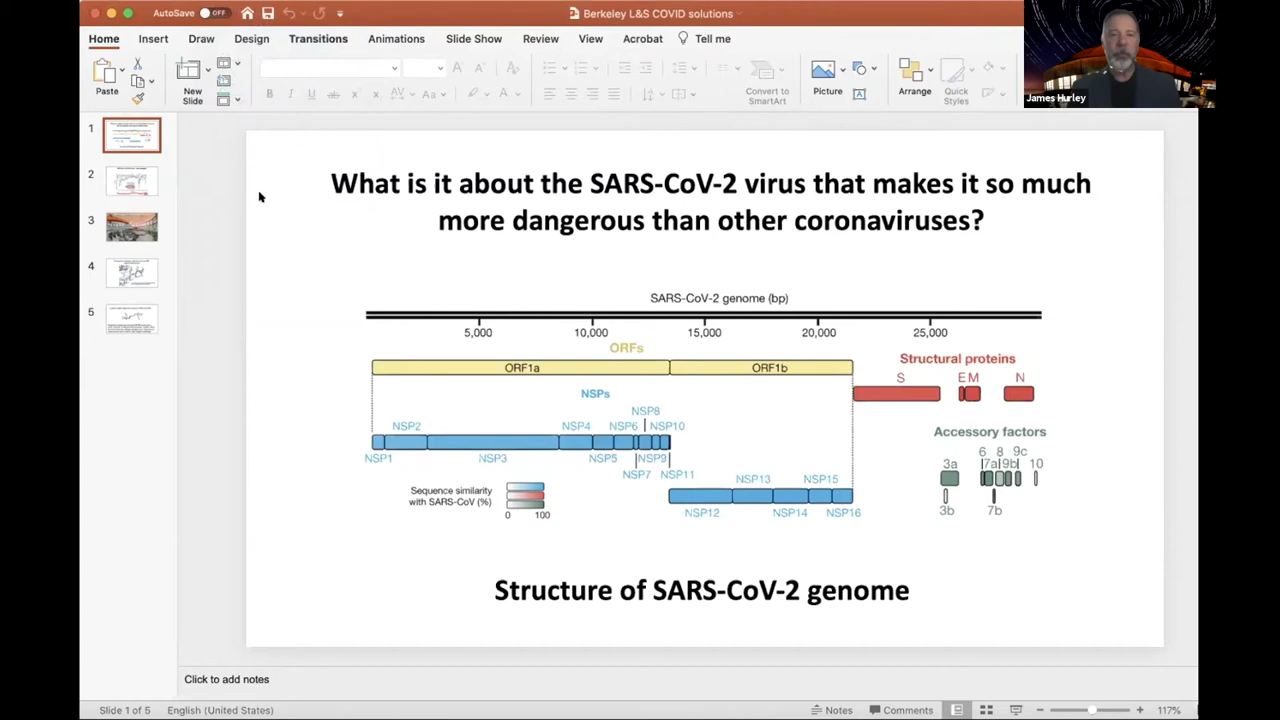 AutoSave OFF
Berkeley L&S COVID solutions
Home Insert Draw Design Transitions Animations Slide Show Review View Acrobat Tell me
Paste
New
Slide
B I U
Convert to
SmartArt
Picture
Arrange
Quick
Styles
James Hurley
1
2
3
4
5
What is it about the SARS-CoV-2 virus that makes it so much
more dangerous than other coronaviruses?
SARS-CoV-2 genome (bp)
5,000 10,000 15,000 20,000 25,000
ORFs
ORF1a ORF1b
Structural proteins
S E M N
NSPs
NSP8
NSP2 NSP4 NSP6 NSP10
NSP1 NSP3 NSP5 NSP9
NSP7 NSP11
Accessory factors
6 8 9c
3a 7a 9b 10
3b 7b
NSP13 NSP15
NSP12 NSP14 NSP16
Sequence similarity
with SARS-CoV (%)
0 100
Structure of SARS-CoV-2 genome
Click to add notes
Slide 1 of 5 English (United States) Notes Comments 117%